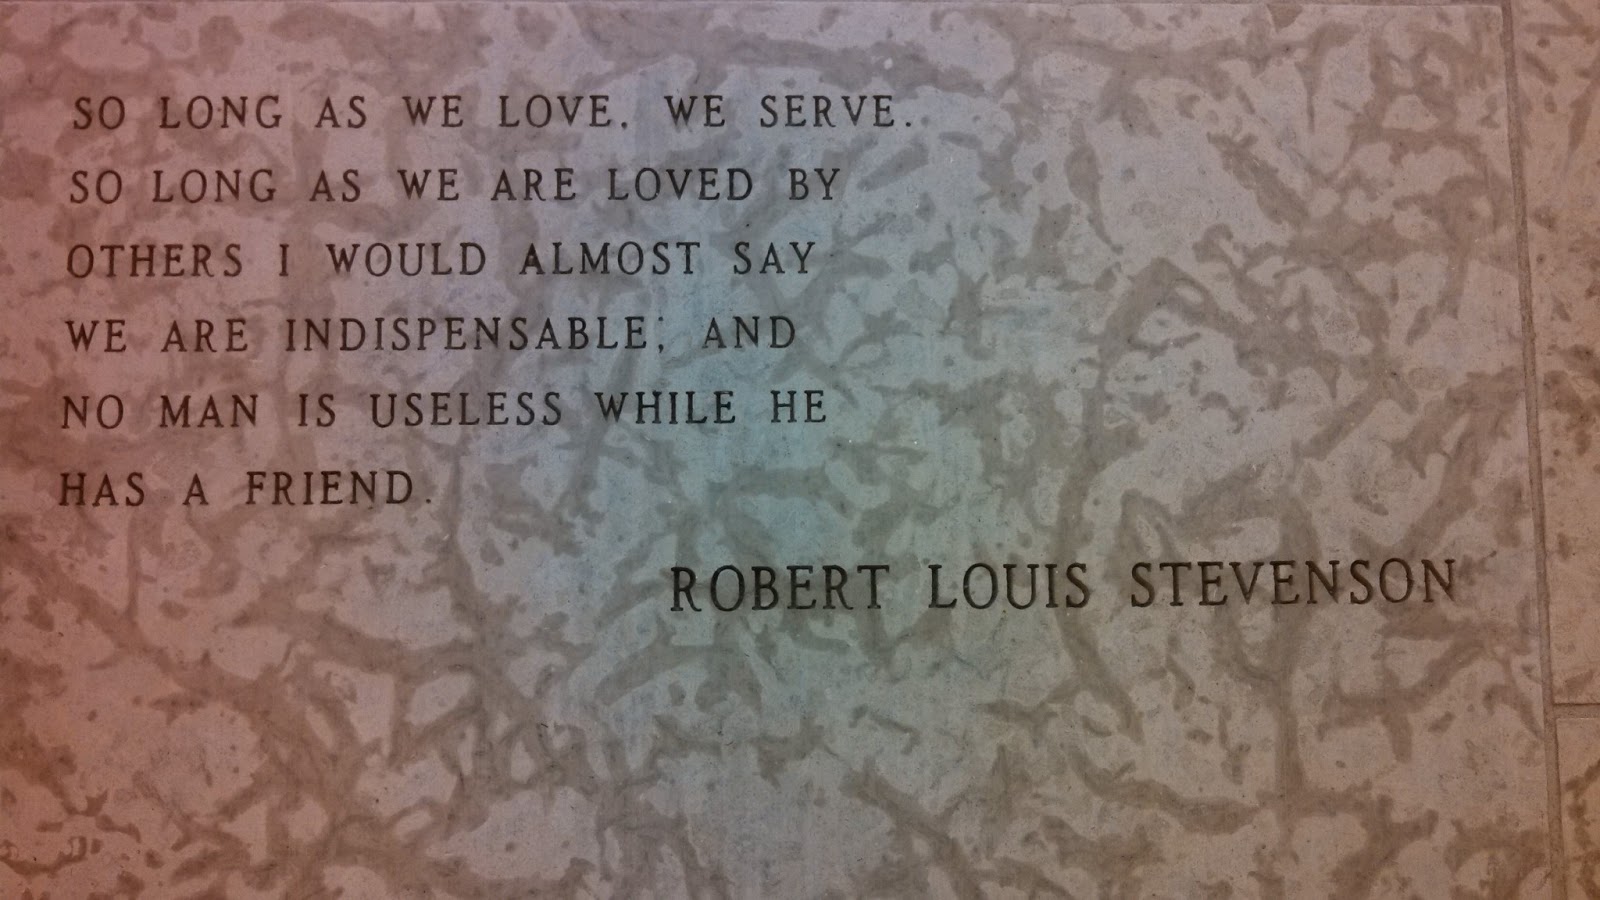 SO LONG AS WE LOVE, WE SERVE.
SO LONG AS WE ARE LOVED BY
OTHERS I WOULD ALMOST SAY
WE ARE INDISPENSABLE; AND
NO MAN IS USELESS WHILE HE
HAS A FRIEND.
ROBERT LOUIS STEVENSON